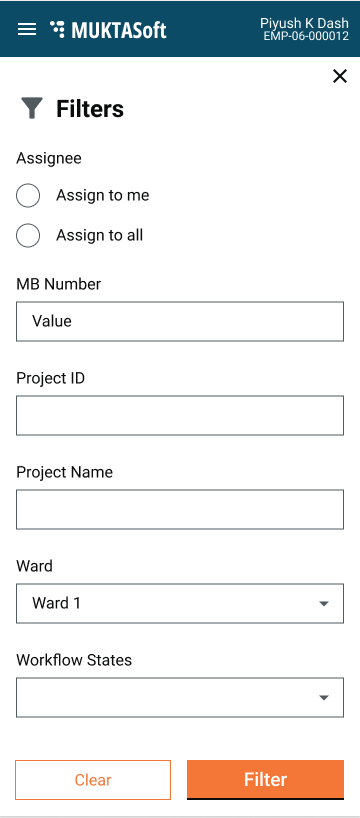 MUKTASoft
Piyush K Dash
EMP-06-000012
Filters
Assignee
Assign to me
Assign to all
MB Number
Value
Project ID
Project Name
Ward
Ward 1
Workflow States
Clear
Filter